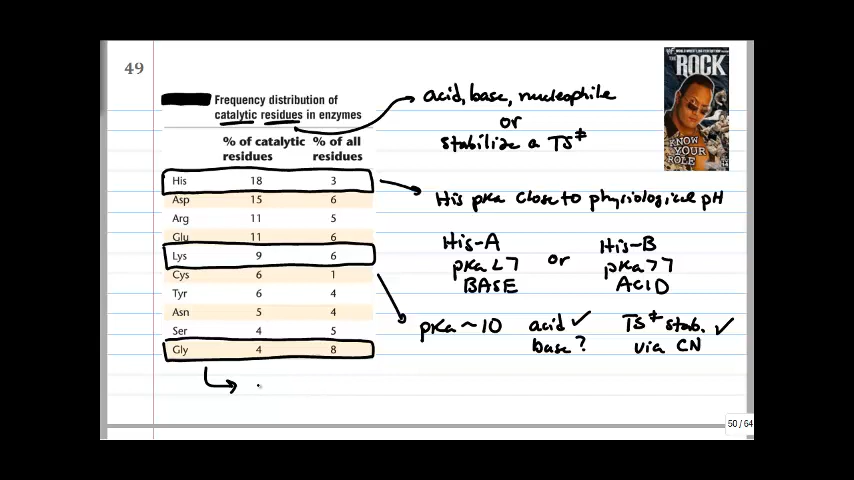 49
Frequency distribution of
catalytic residues in enzymes
% of catalytic residues % of all residues
His 18 3
Asp 15 6
Arg 11 5
Glu 11 6
Lys 9 6
Cys 6 1
Tyr 6 4
Asn 5 4
Ser 4 5
Gly 4 8
acid, base, nucleophile
or
stabilize a TS‡
His pKa close to physiological pH
His-A
pKa < 7
BASE
or
His-B
pKa > 7
ACID
pKa ~ 10
acid ✓
base?
TS‡ stab. ✓
via CN
THE
ROCK
KNOW
YOUR
ROLE
50 / 64